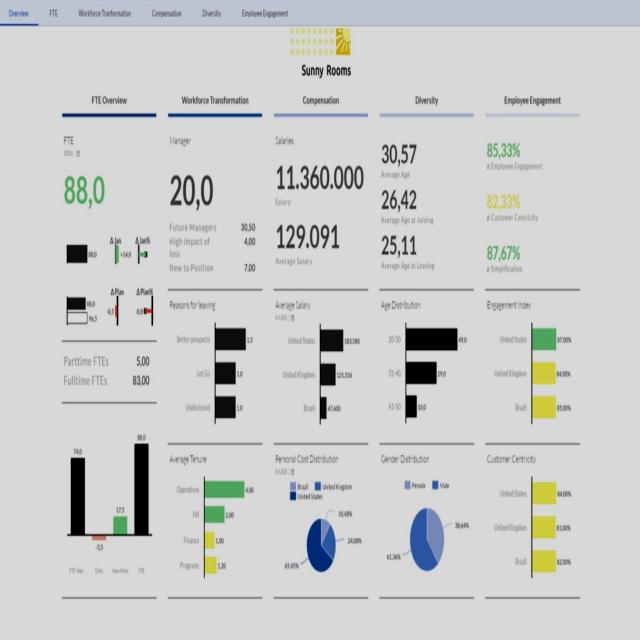 Overview FTE Workforce Tranformation Compensation Diversity Employee Engagement
Sunny Rooms
FTE Overview
FTE
2016
88,0
Δ Jan Δ Jan%
88,0 +14,0
Δ Plan Δ Plan%
88,0
96,5 -8,5 -8,8
Parttime FTEs 5,00
Fulltime FTEs 83,00
74,0 88,0
17,3
-3,3
FTE Year ... Exits New Hires FTE
Workforce Transformation
Manager
20,0
Future Managers 30,50
High impact of loss 4,00
New to Position 7,00
Reasons for leaving
Better prospects 1,5
Let Go 1,0
Undisclosed 1,0
Average Tenure
Operations 4,00
HR 2,00
Finance 1,00
Programs 1,20
Compensation
Salaries
11.360.000
Salary
129.091
Average Salary
Average Salary
in USD
United States 183.580
United Kingdom 121.556
Brazil 47.600
Personal Cost Distribution
in USD
Brazil United Kingdom
United States
10,48%
24,08%
65,45%
Diversity
30,57
Average Age
26,42
Average Age at Joining
25,11
Average Age at Leaving
Age Distribution
20-30 49,0
31-40 29,0
41-50 10,0
Gender Distribution
Female Male
38,64%
61,36%
Employee Engagement
85,33%
ø Employee Engagement
82,33%
ø Customer Centricity
87,67%
ø Simplification
Engagement Index
United States 87,00%
United Kingdom 84,00%
Brazil 85,00%
Customer Centricity
United States 84,00%
United Kingdom 81,00%
Brazil 82,00%